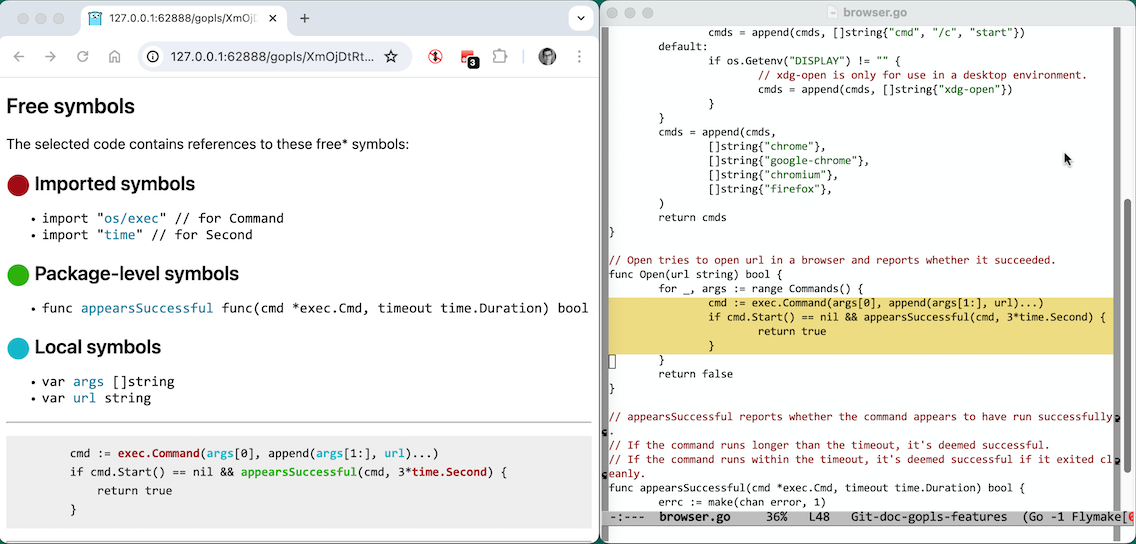 127.0.0.1:62888/gopls/XmOjD
127.0.0.1:62888/gopls/XmOjDtRt...
3
Free symbols
The selected code contains references to these free* symbols:
Imported symbols
• import "os/exec" // for Command
• import "time" // for Second
Package-level symbols
• func appearsSuccessful func(cmd *exec.Cmd, timeout time.Duration) bool
Local symbols
• var args []string
• var url string
cmd := exec.Command(args[0], append(args[1:], url)...)
if cmd.Start() == nil && appearsSuccessful(cmd, 3*time.Second) {
return true
}
browser.go
cmds = append(cmds, []string{"cmd", "/c", "start"})
default:
if os.Getenv("DISPLAY") != "" {
// xdg-open is only for use in a desktop environment.
cmds = append(cmds, []string{"xdg-open"})
}
}
cmds = append(cmds,
[]string{"chrome"},
[]string{"google-chrome"},
[]string{"chromium"},
[]string{"firefox"},
)
return cmds
}
// Open tries to open url in a browser and reports whether it succeeded.
func Open(url string) bool {
for _, args := range Commands() {
cmd := exec.Command(args[0], append(args[1:], url)...)
if cmd.Start() == nil && appearsSuccessful(cmd, 3*time.Second) {
return true
}
}
return false
}
// appearsSuccessful reports whether the command appears to have run successfully
.
// If the command runs longer than the timeout, it's deemed successful.
// If the command runs within the timeout, it's deemed successful if it exited cl
eanly.
func appearsSuccessful(cmd *exec.Cmd, timeout time.Duration) bool {
errc := make(chan error, 1)
-:--- browser.go 36% L48 Git-doc-gopls-features (Go -1 Flymake[0